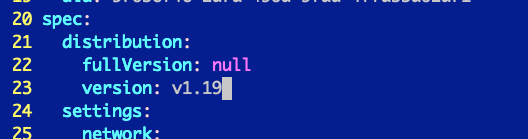 20 spec:
21   distribution:
22     fullVersion: null
23     version: v1.19
24   settings:
25     network: